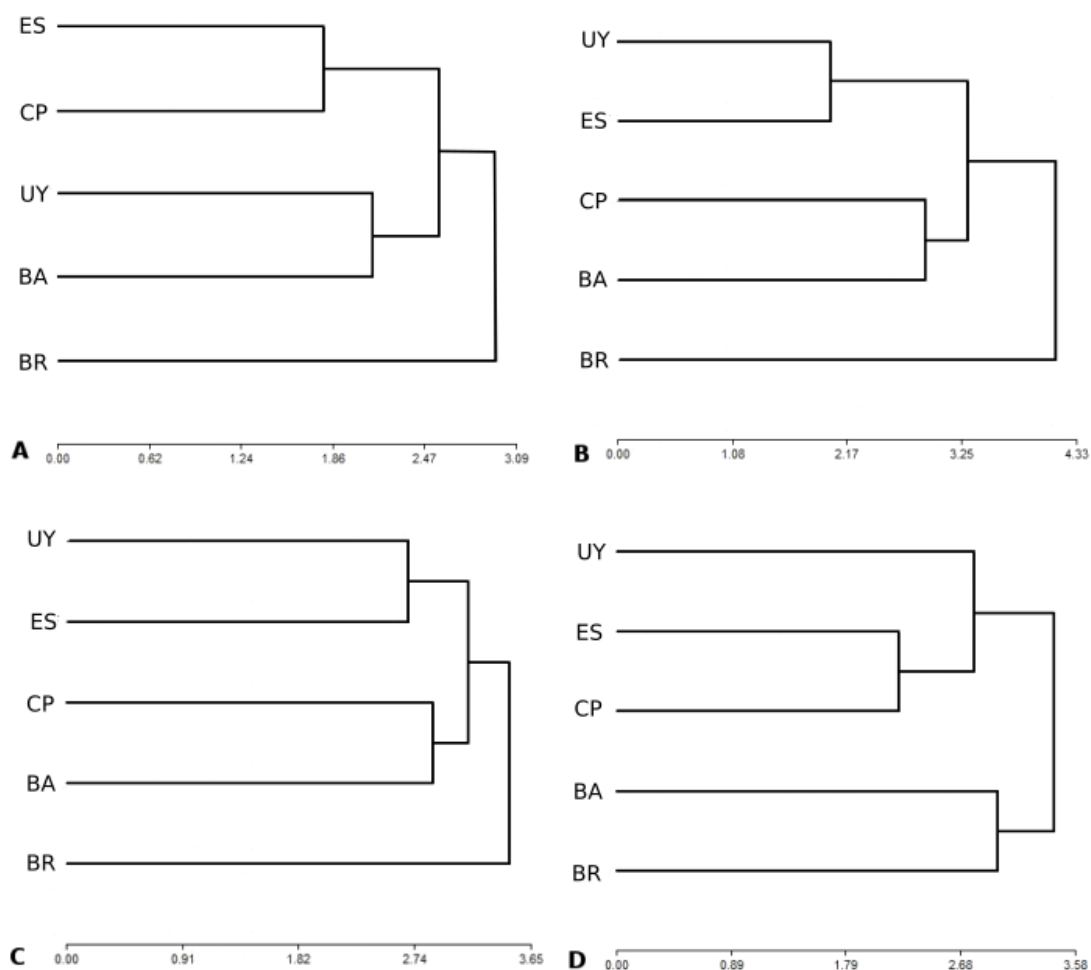 ES
CP
UY
BA
BR
A
0.00 0.62 1.24 1.86 2.47 3.09
UY
ES
CP
BA
BR
B
0.00 1.08 2.17 3.25 4.33
UY
ES
CP
BA
BR
C
0.00 0.91 1.82 2.74 3.65
UY
ES
CP
BA
BR
D
0.00 0.89 1.79 2.68 3.58